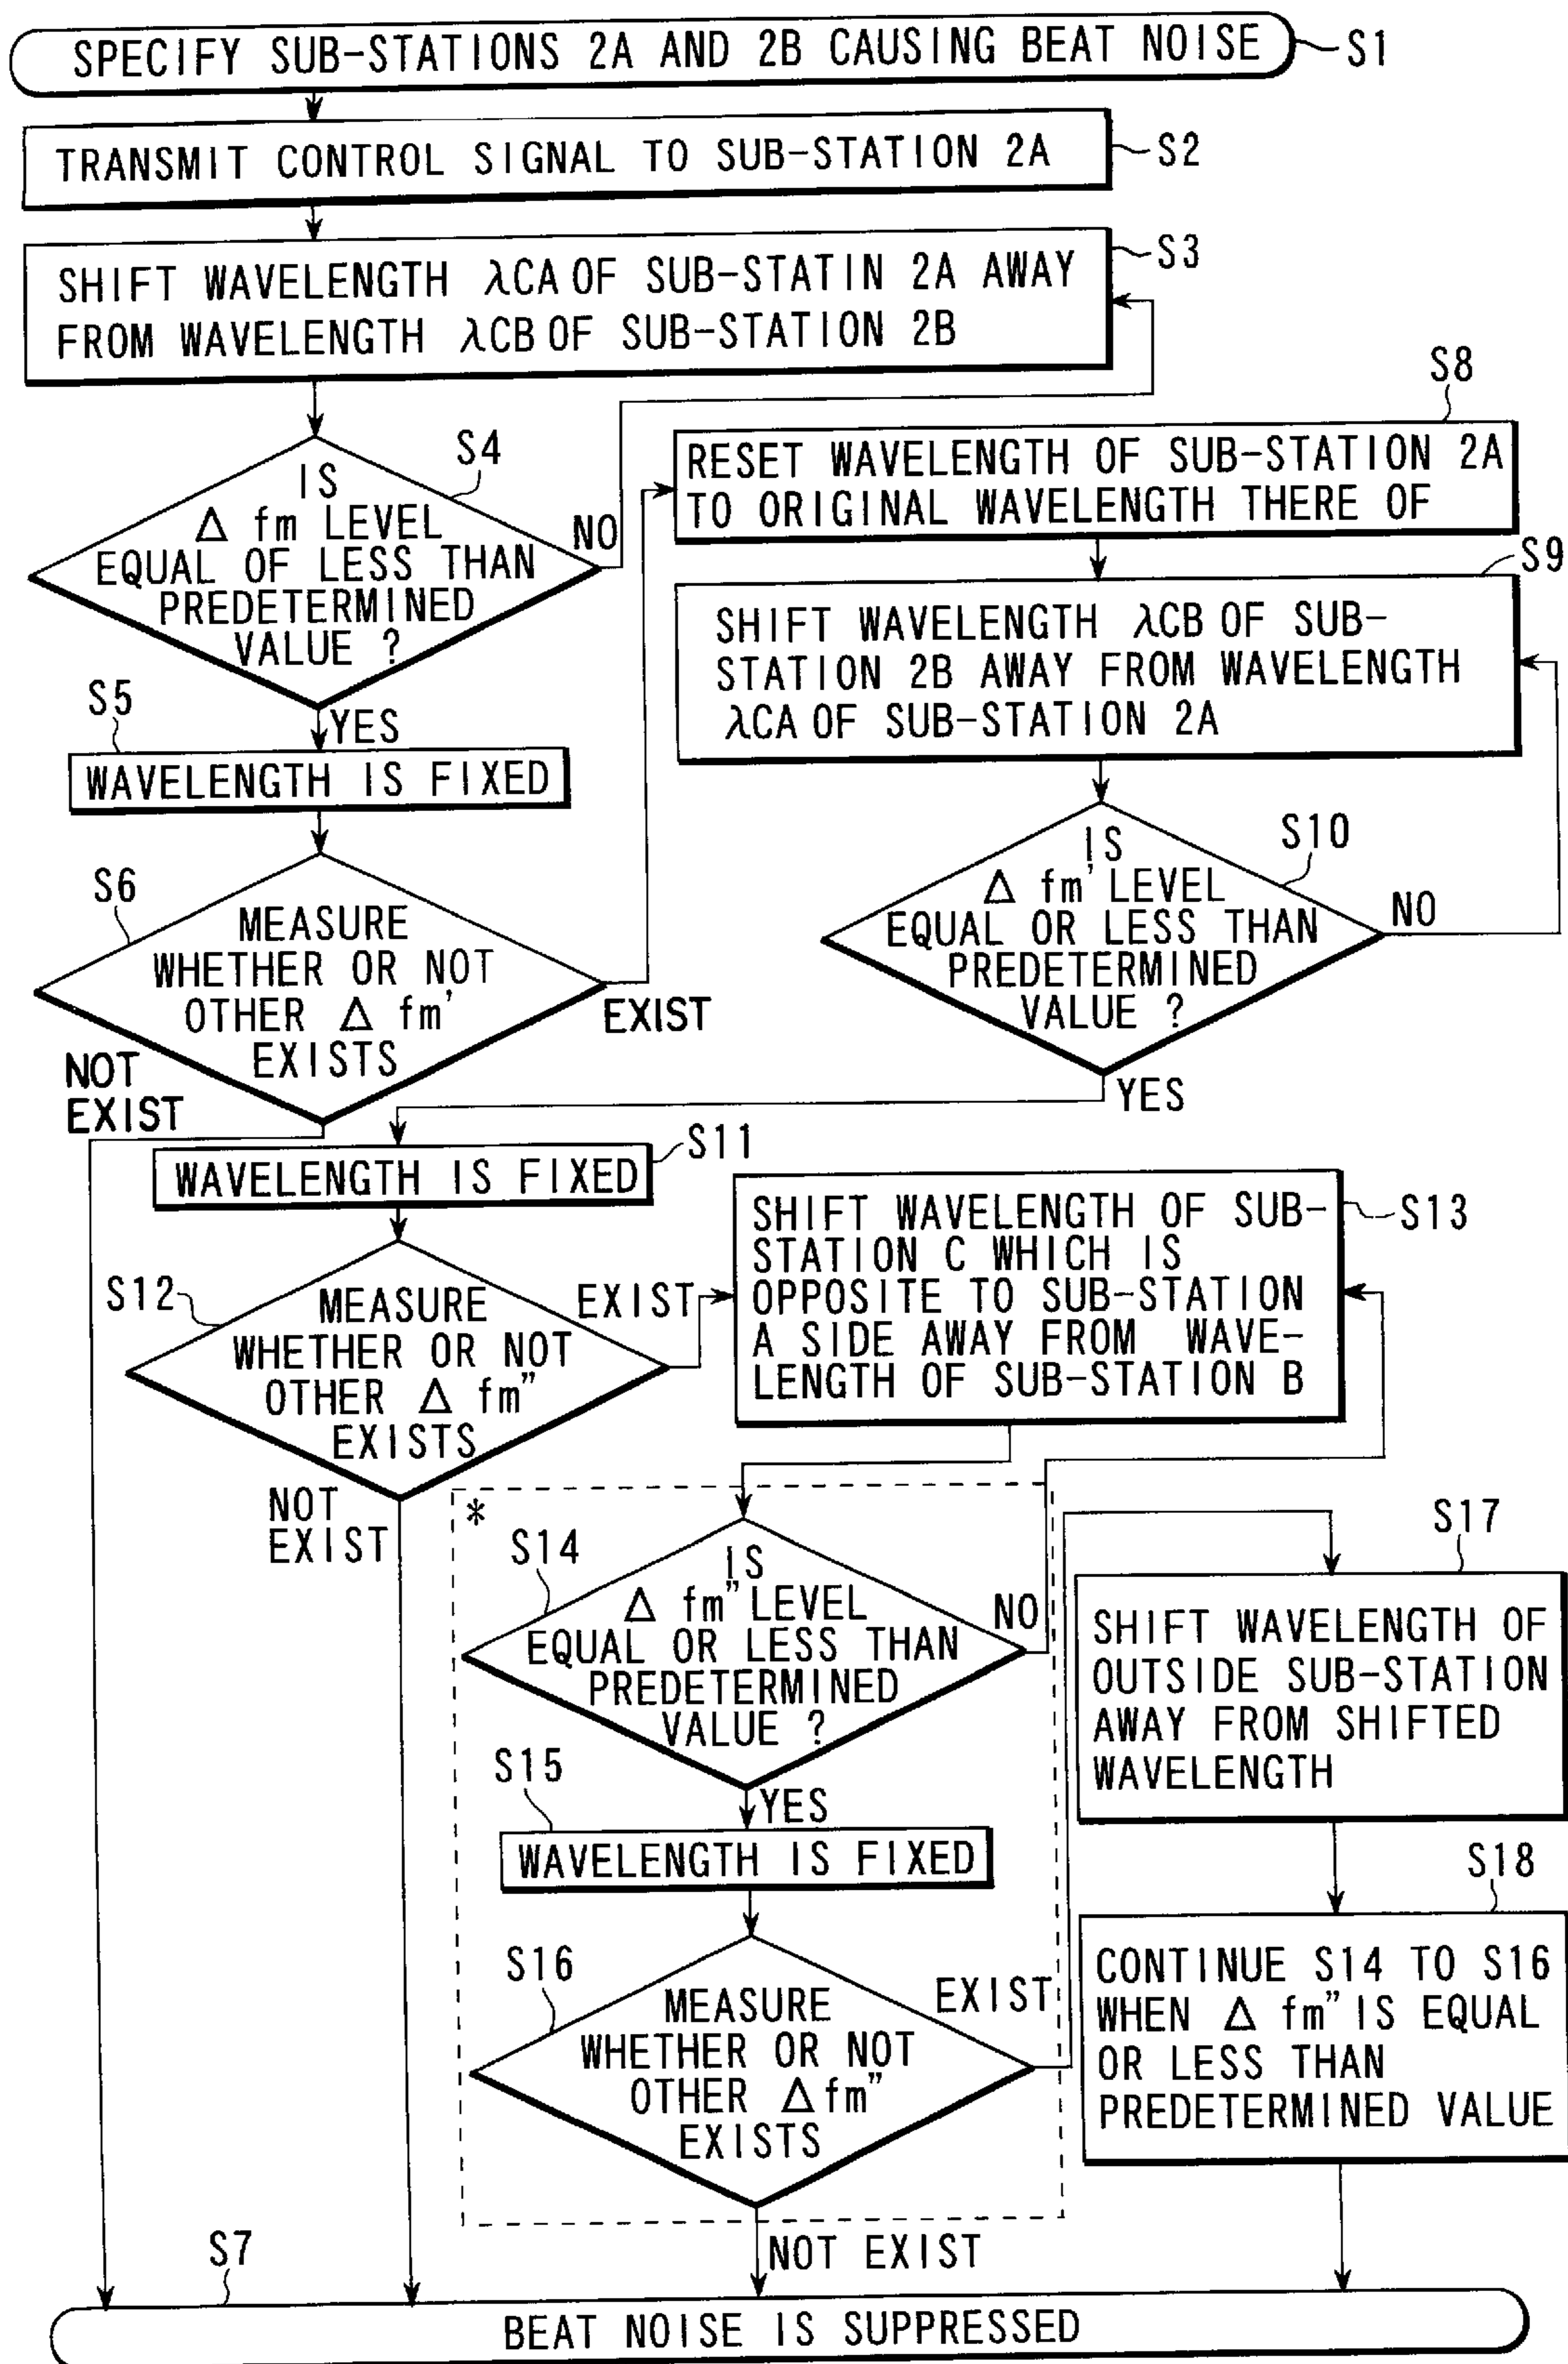 SPECIFY SUB-STATIONS 2A AND 2B CAUSING BEAT NOISE
S1
TRANSMIT CONTROL SIGNAL TO SUB-STATION 2A
S2
SHIFT WAVELENGTH λCA OF SUB-STATIN 2A AWAY
FROM WAVELENGTH λCB OF SUB-STATION 2B
S3
S4
IS
Δ fm LEVEL
EQUAL OF LESS THAN
PREDETERMINED
VALUE ?
NO
YES
S5
WAVELENGTH IS FIXED
S6
MEASURE
WHETHER OR NOT
OTHER Δ fm'
EXISTS
EXIST
NOT
EXIST
S8
RESET WAVELENGTH OF SUB-STATION 2A
TO ORIGINAL WAVELENGTH THERE OF
S9
SHIFT WAVELENGTH λCB OF SUB-
STATION 2B AWAY FROM WAVELENGTH
λCA OF SUB-STATION 2A
S10
IS
Δ fm' LEVEL
EQUAL OR LESS THAN
PREDETERMINED
VALUE ?
NO
YES
S11
WAVELENGTH IS FIXED
S12
MEASURE
WHETHER OR NOT
OTHER Δ fm"
EXISTS
EXIST
NOT
EXIST
S13
SHIFT WAVELENGTH OF SUB-
STATION C WHICH IS
OPPOSITE TO SUB-STATION
A SIDE AWAY FROM WAVE-
LENGTH OF SUB-STATION B
*
S14
IS
Δ fm" LEVEL
EQUAL OR LESS THAN
PREDETERMINED
VALUE ?
NO
YES
S15
WAVELENGTH IS FIXED
S16
MEASURE
WHETHER OR NOT
OTHER Δ fm"
EXISTS
EXIST
NOT EXIST
S17
SHIFT WAVELENGTH OF
OUTSIDE SUB-STATION
AWAY FROM SHIFTED
WAVELENGTH
S18
CONTINUE S14 TO S16
WHEN Δ fm" IS EQUAL
OR LESS THAN
PREDETERMINED VALUE
S7
BEAT NOISE IS SUPPRESSED